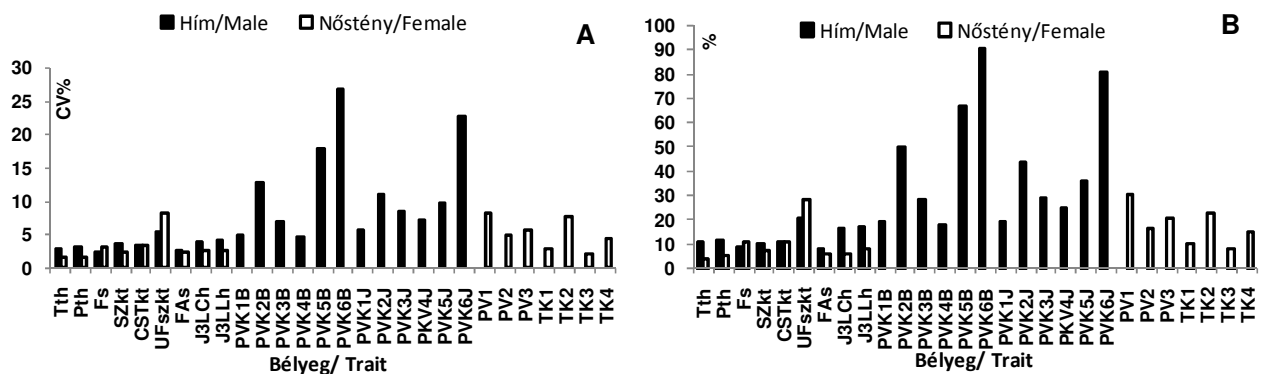 Hím/Male Nőstény/Female
A
CV%
30
25
20
15
10
5
0
Tth Pth Fs SZkt CSTkt UFszkt FAs J3LCh J3LLh PVK1B PVK2B PVK3B PVK4B PVK5B PVK6B PVK1J PVK2J PVK3J PKV4J PVK5J PVK6J PV1 PV2 PV3 TK1 TK2 TK3 TK4
Bélyeg/ Trait
Hím/Male Nőstény/Female
B
%
100
90
80
70
60
50
40
30
20
10
0
Tth Pth Fs SZkt CSTkt UFszkt FAs J3LCh J3LLh PVK1B PVK2B PVK3B PVK4B PVK5B PVK6B PVK1J PVK2J PVK3J PKV4J PVK5J PVK6J PV1 PV2 PV3 TK1 TK2 TK3 TK4
Bélyeg/ Trait